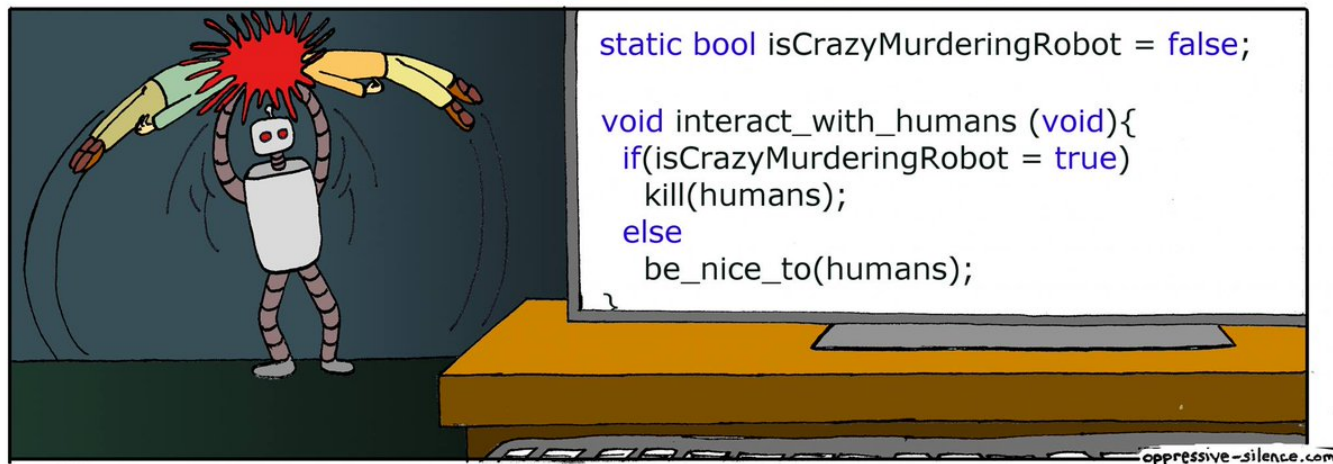 static bool isCrazyMurderingRobot = false;
void interact_with_humans (void){
if(isCrazyMurderingRobot = true)
kill(humans);
else
be_nice_to(humans);
}
oppressive-silence.com